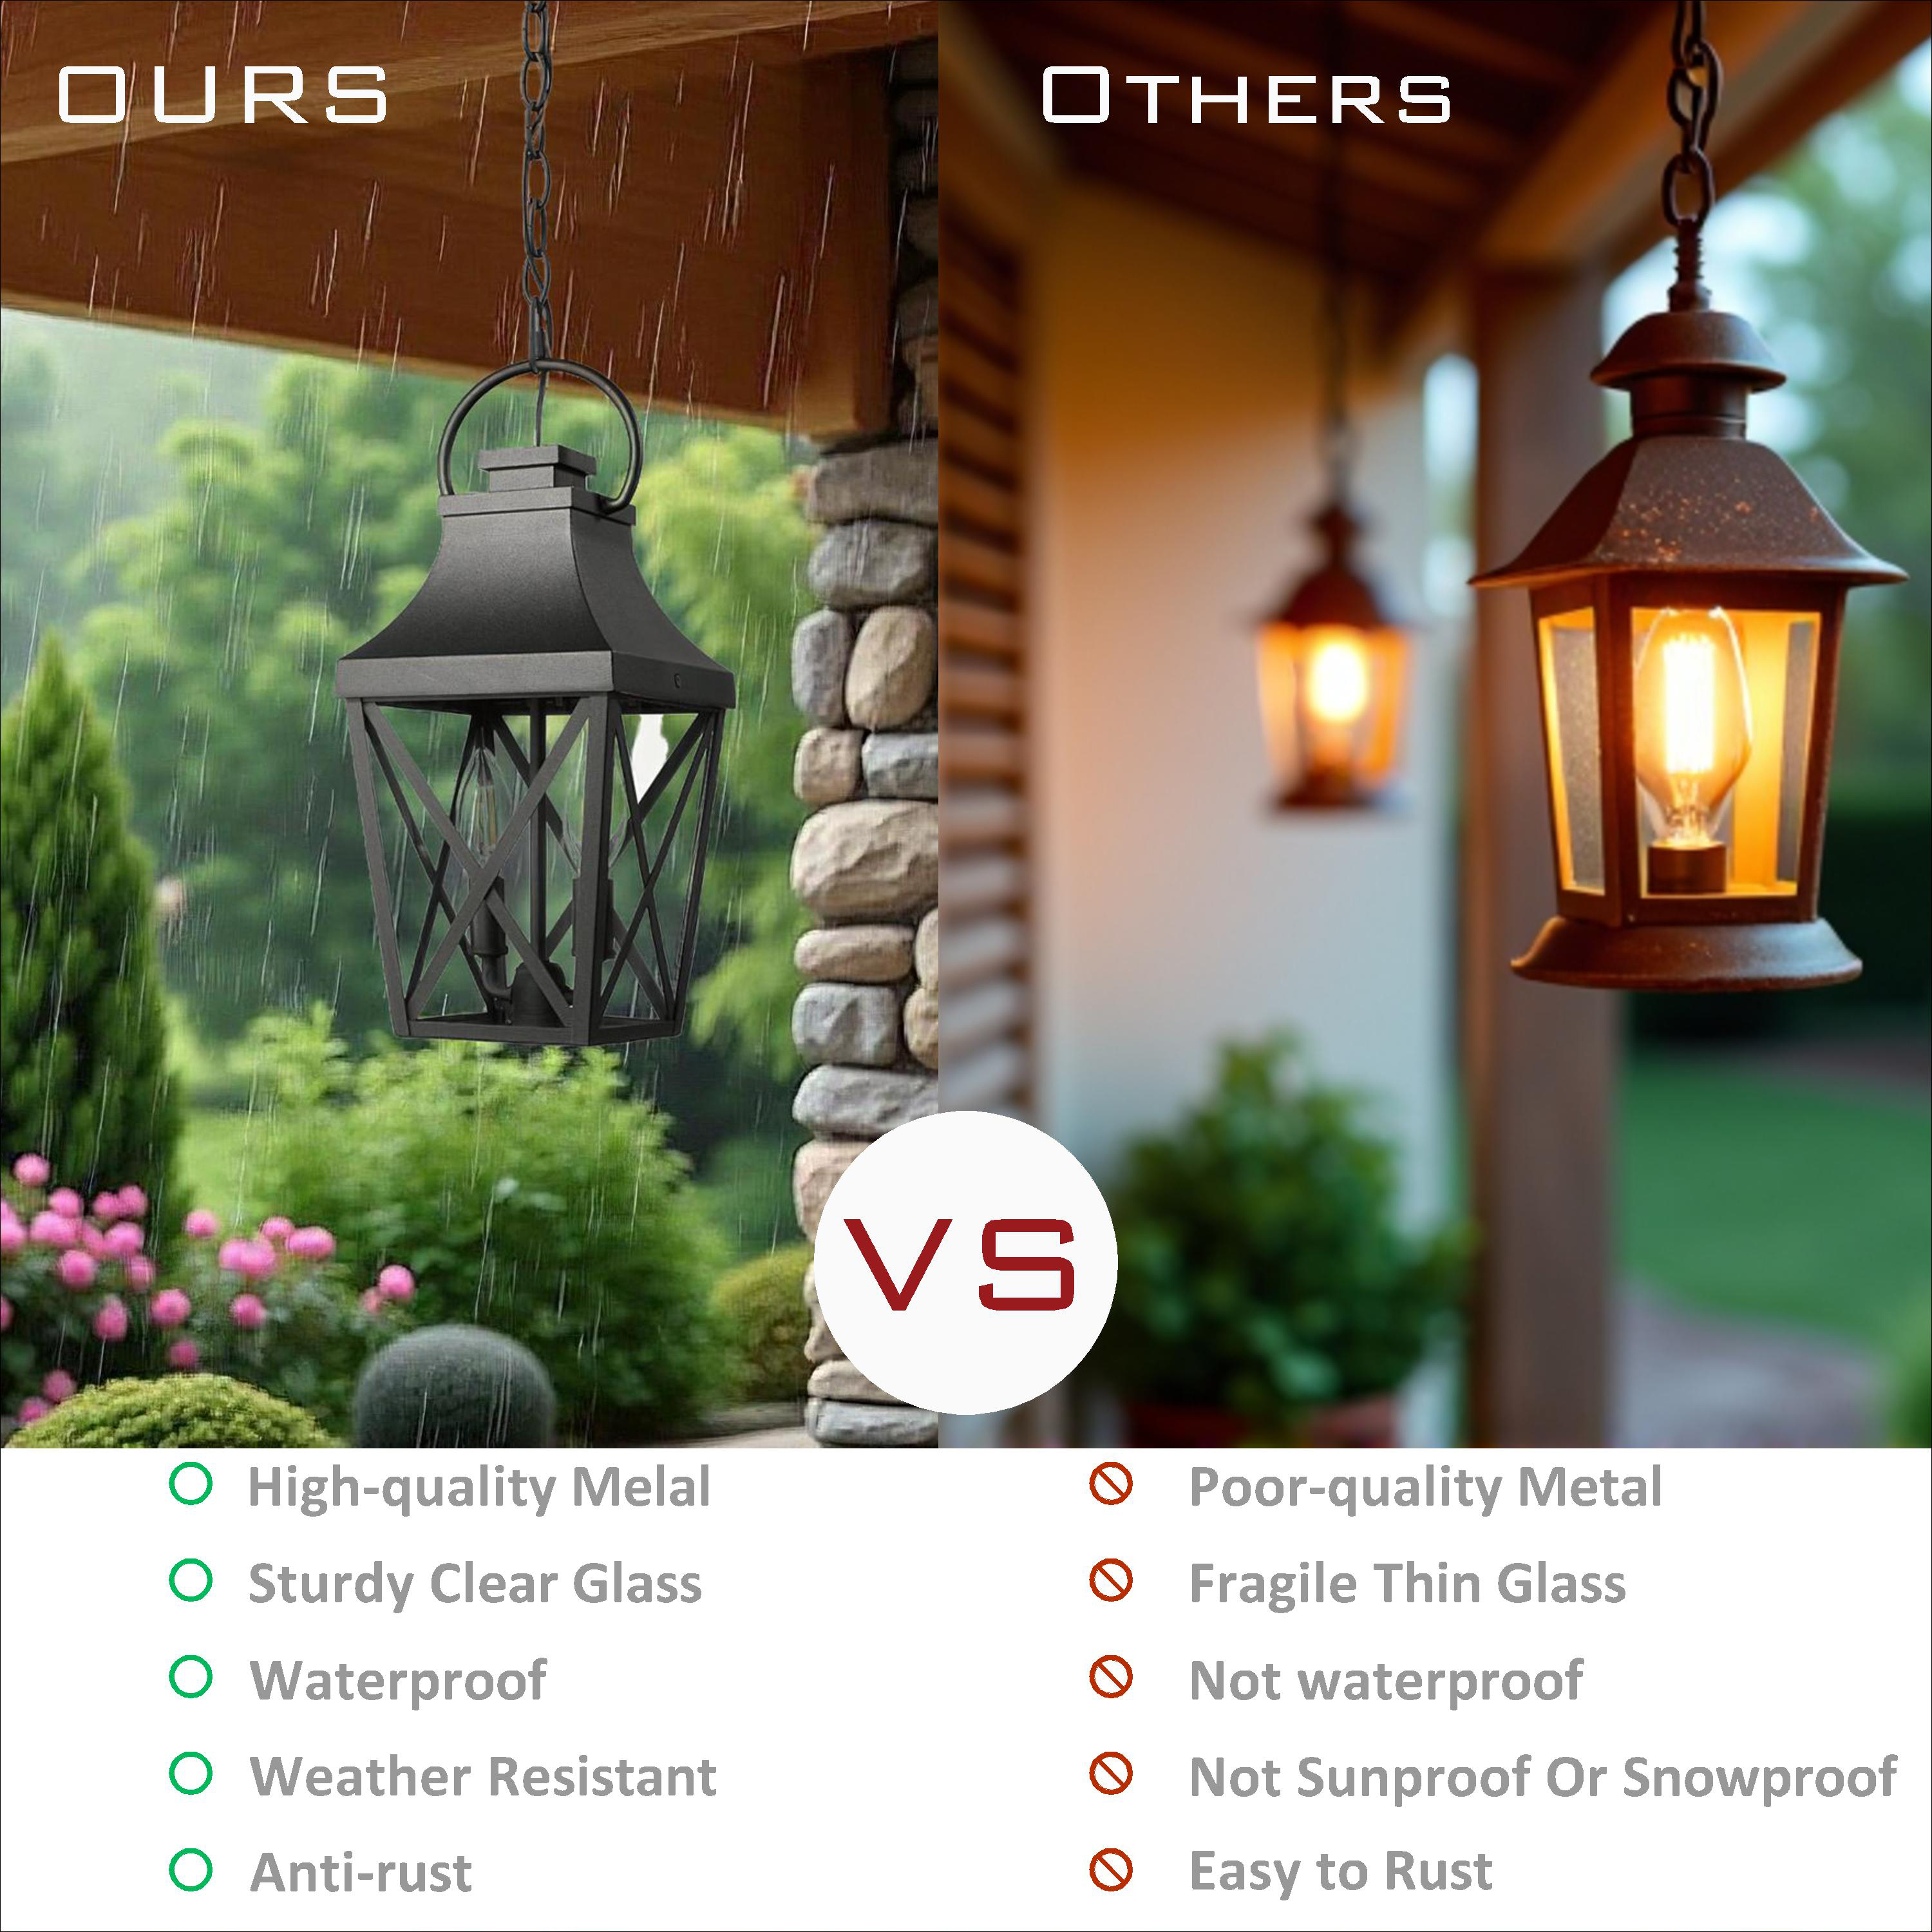 OURS
OTHERS
VS
High-quality Melal
Sturdy Clear Glass
Waterproof
Weather Resistant
Anti-rust
Poor-quality Metal
Fragile Thin Glass
Not waterproof
Not Sunproof Or Snowproof
Easy to Rust